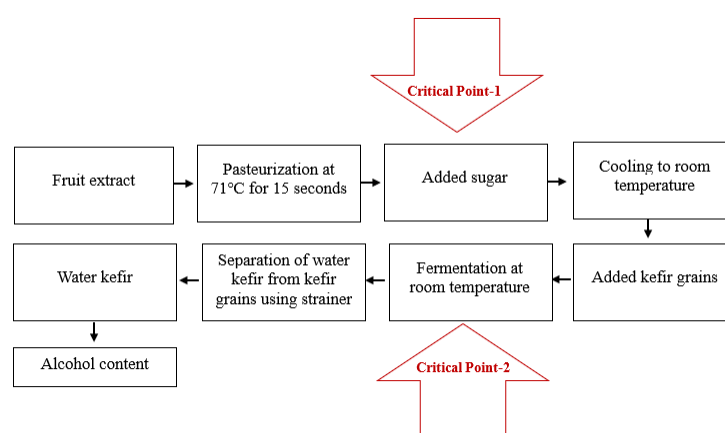 Critical Point-1
Fruit extract
Pasteurization at
71°C for 15 seconds
Added sugar
Cooling to room
temperature
Added kefir grains
Fermentation at
room temperature
Separation of water
kefir from kefir
grains using strainer
Water kefir
Alcohol content
Critical Point-2